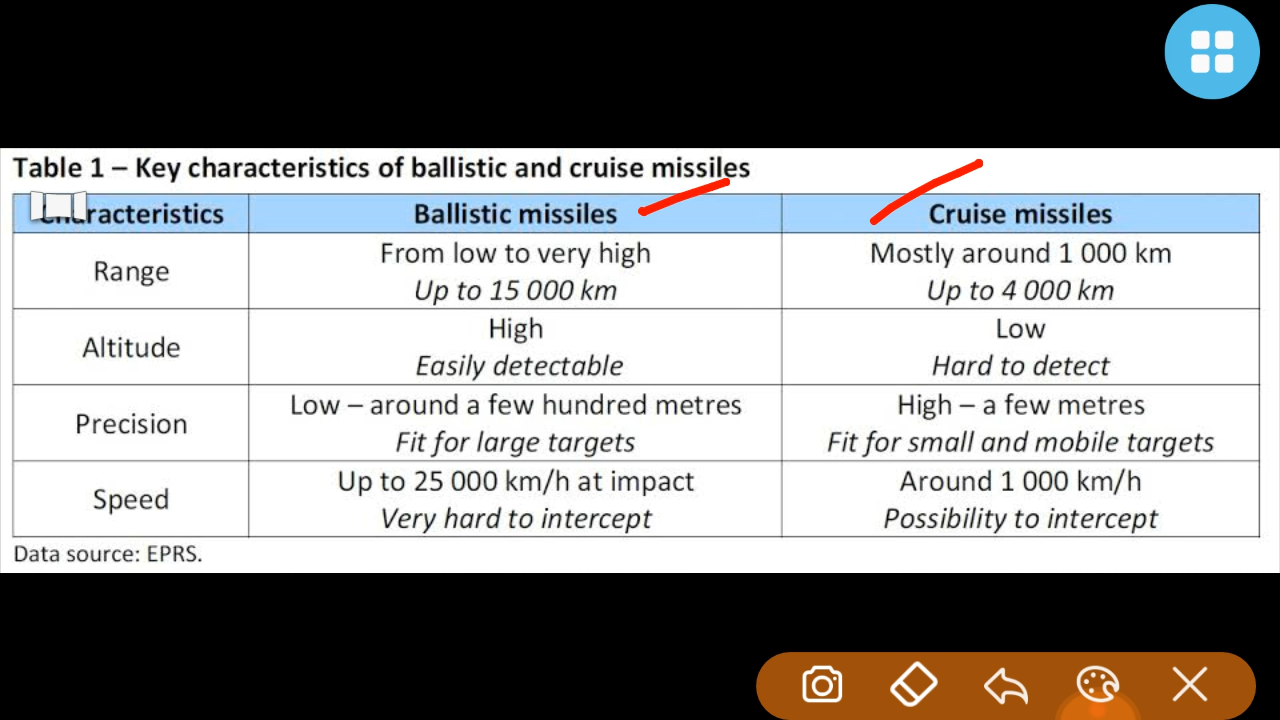 Table 1 – Key characteristics of ballistic and cruise missiles
Characteristics Ballistic missiles Cruise missiles
Range
From low to very high
Up to 15 000 km
Mostly around 1 000 km
Up to 4 000 km
Altitude
High
Easily detectable
Low
Hard to detect
Precision
Low – around a few hundred metres
Fit for large targets
High – a few metres
Fit for small and mobile targets
Speed
Up to 25 000 km/h at impact
Very hard to intercept
Around 1 000 km/h
Possibility to intercept
Data source: EPRS.